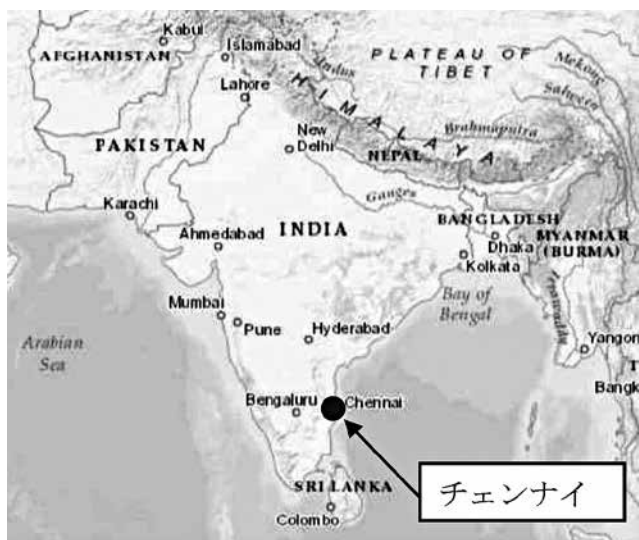 Kabul
AFGHANISTAN
Islamabad
Indus
PLATEAU OF
TIBET
Mekong
Salween
Lahore
HIMALAYA
Brahmaputra
PAKISTAN
New
Delhi
NEPAL
Ganges
Karachi
INDIA
BANGLADESH
Ahmedabad
Dhaka
MYANMAR
(BURMA)
Kolkata
Mumbai
Bay of
Bengal
Irrawaddy
Pune
Hyderabad
Arabian
Sea
Yangon
T
Bangk
Bengaluru
Chennai
SRI LANKA
チェンナイ
Colombo